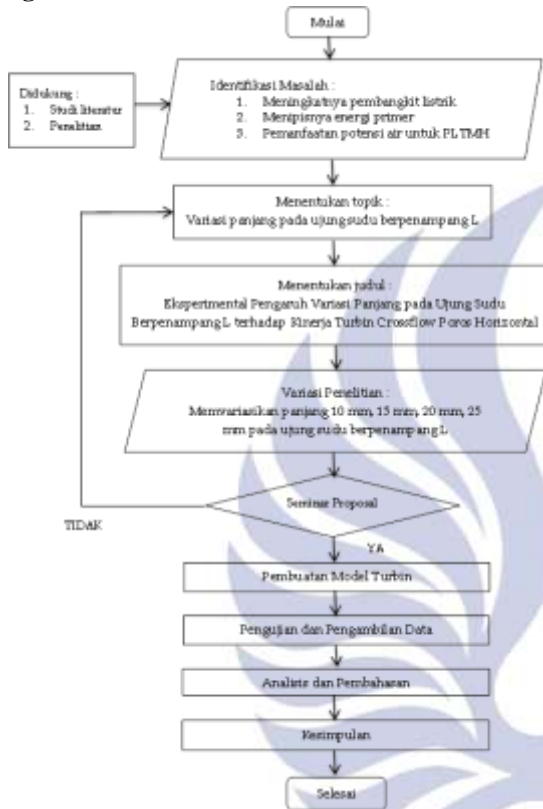 Mulai
Didukung :
1. Studi literatur
2. Penelitian
Identifikasi Masalah :
1. Meningkatnya pembangkit listrik
2. Menipisnya energi primer
3. Pemanfaatan potensi air untuk PLTMH
Menentukan topik :
Variasi panjang pada ujung sudu berpenampang L
Menentukan judul :
Eksperimental Pengaruh Variasi Panjang pada Ujung Sudu
Berpenampang L terhadap Kinerja Turbin Crossflow Poros Horizontal
Variasi Penelitian :
Memvariasikan panjang 10 mm, 15 mm, 20 mm, 25
mm pada ujung sudu berpenampang L
Seminar Proposal
TIDAK
YA
Pembuatan Model Turbin
Pengujian dan Pengambilan Data
Analisis dan Pembahasan
Kesimpulan
Selesai